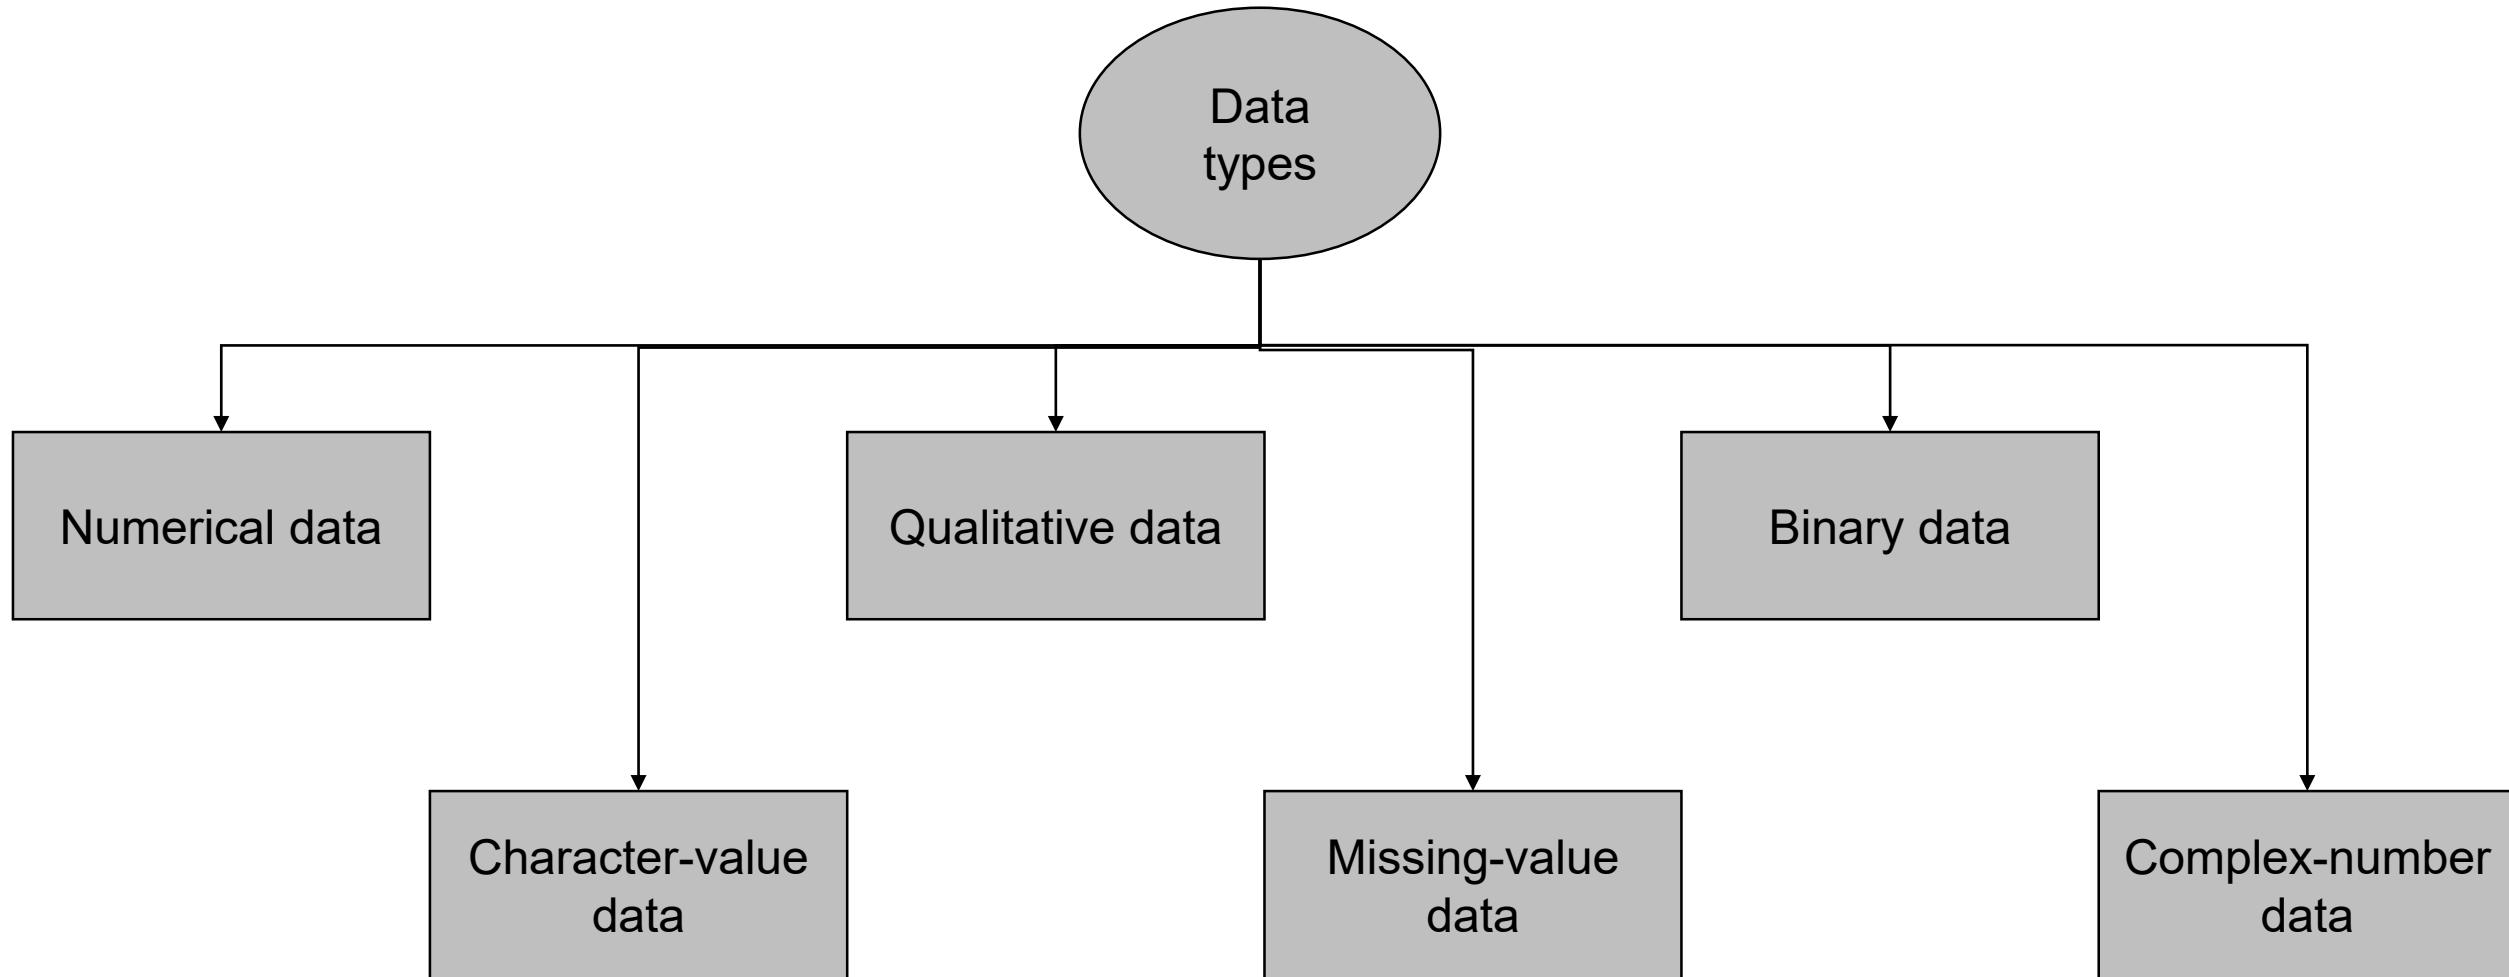 Data
types
Numerical data
Qualitative data
Binary data
Character-value
data
Missing-value
data
Complex-number
data